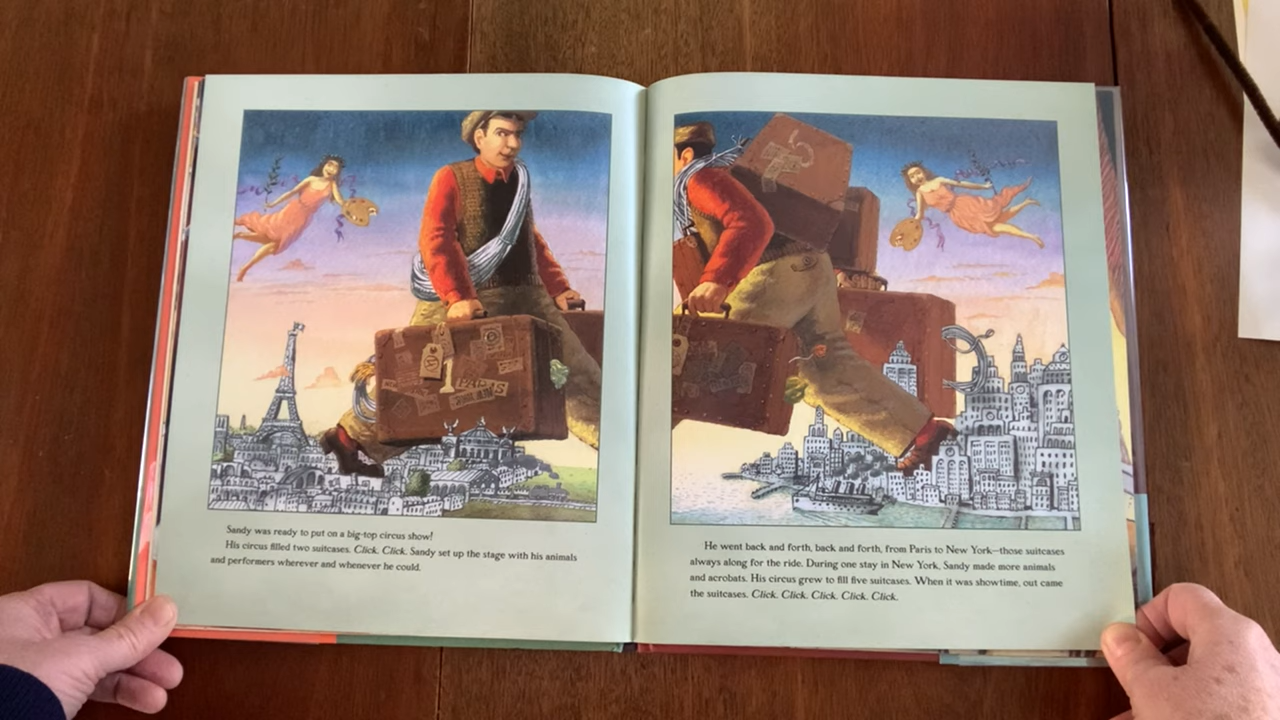 Sandy was ready to put on a big-top circus show!
His circus filled two suitcases. Click. Click. Sandy set up the stage with his animals
and performers wherever and whenever he could.
He went back and forth, back and forth, from Paris to New York—those suitcases
always along for the ride. During one stay in New York, Sandy made more animals
and acrobats. His circus grew to fill five suitcases. When it was showtime, out came
the suitcases. Click. Click. Click. Click. Click.